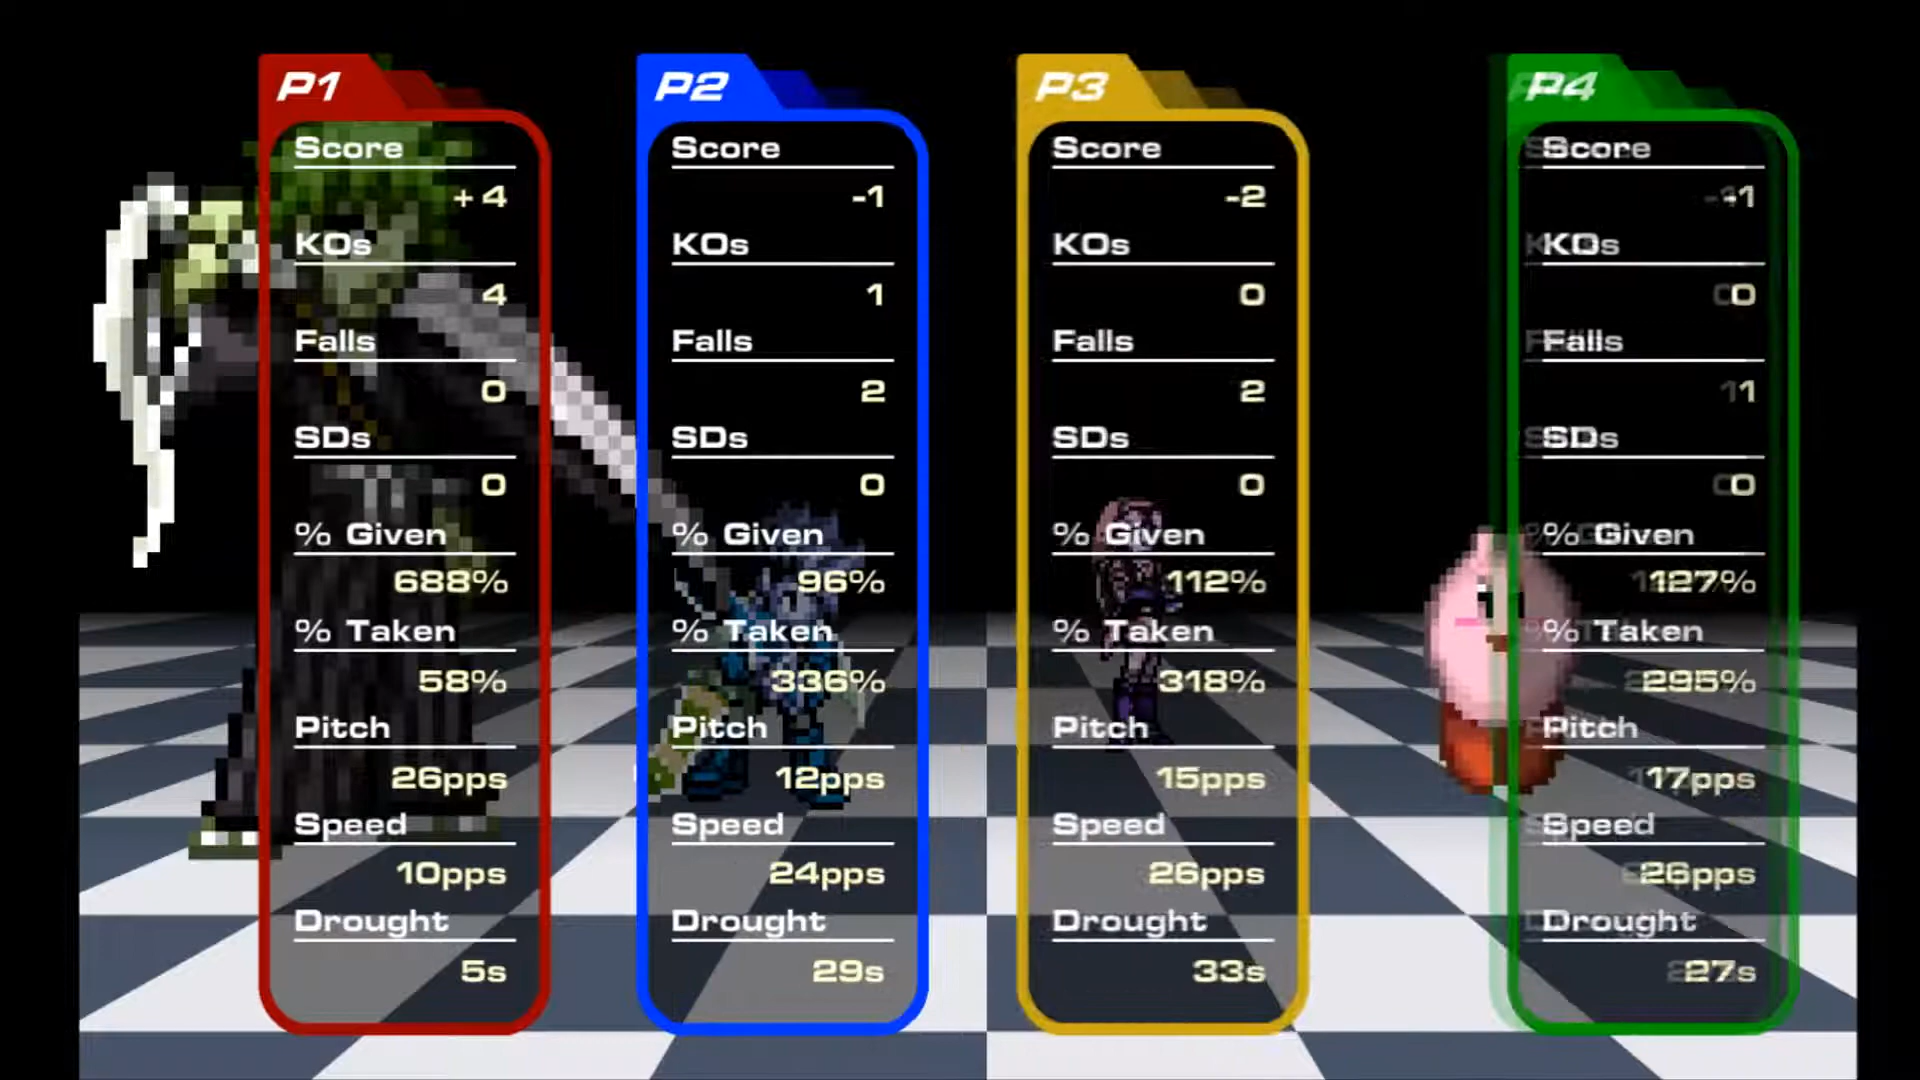 P1
Score
+4
KOs
4
Falls
0
SDs
0
% Given
688%
% Taken
58%
Pitch
26pps
Speed
10pps
Drought
5s
P2
Score
-1
KOs
1
Falls
2
SDs
0
% Given
96%
% Taken
336%
Pitch
12pps
Speed
24pps
Drought
29s
P3
Score
-2
KOs
0
Falls
2
SDs
0
% Given
112%
% Taken
318%
Pitch
15pps
Speed
26pps
Drought
33s
P4
Score
-1
KOs
0
Falls
1
SDs
0
% Given
127%
% Taken
295%
Pitch
17pps
Speed
26pps
Drought
27s